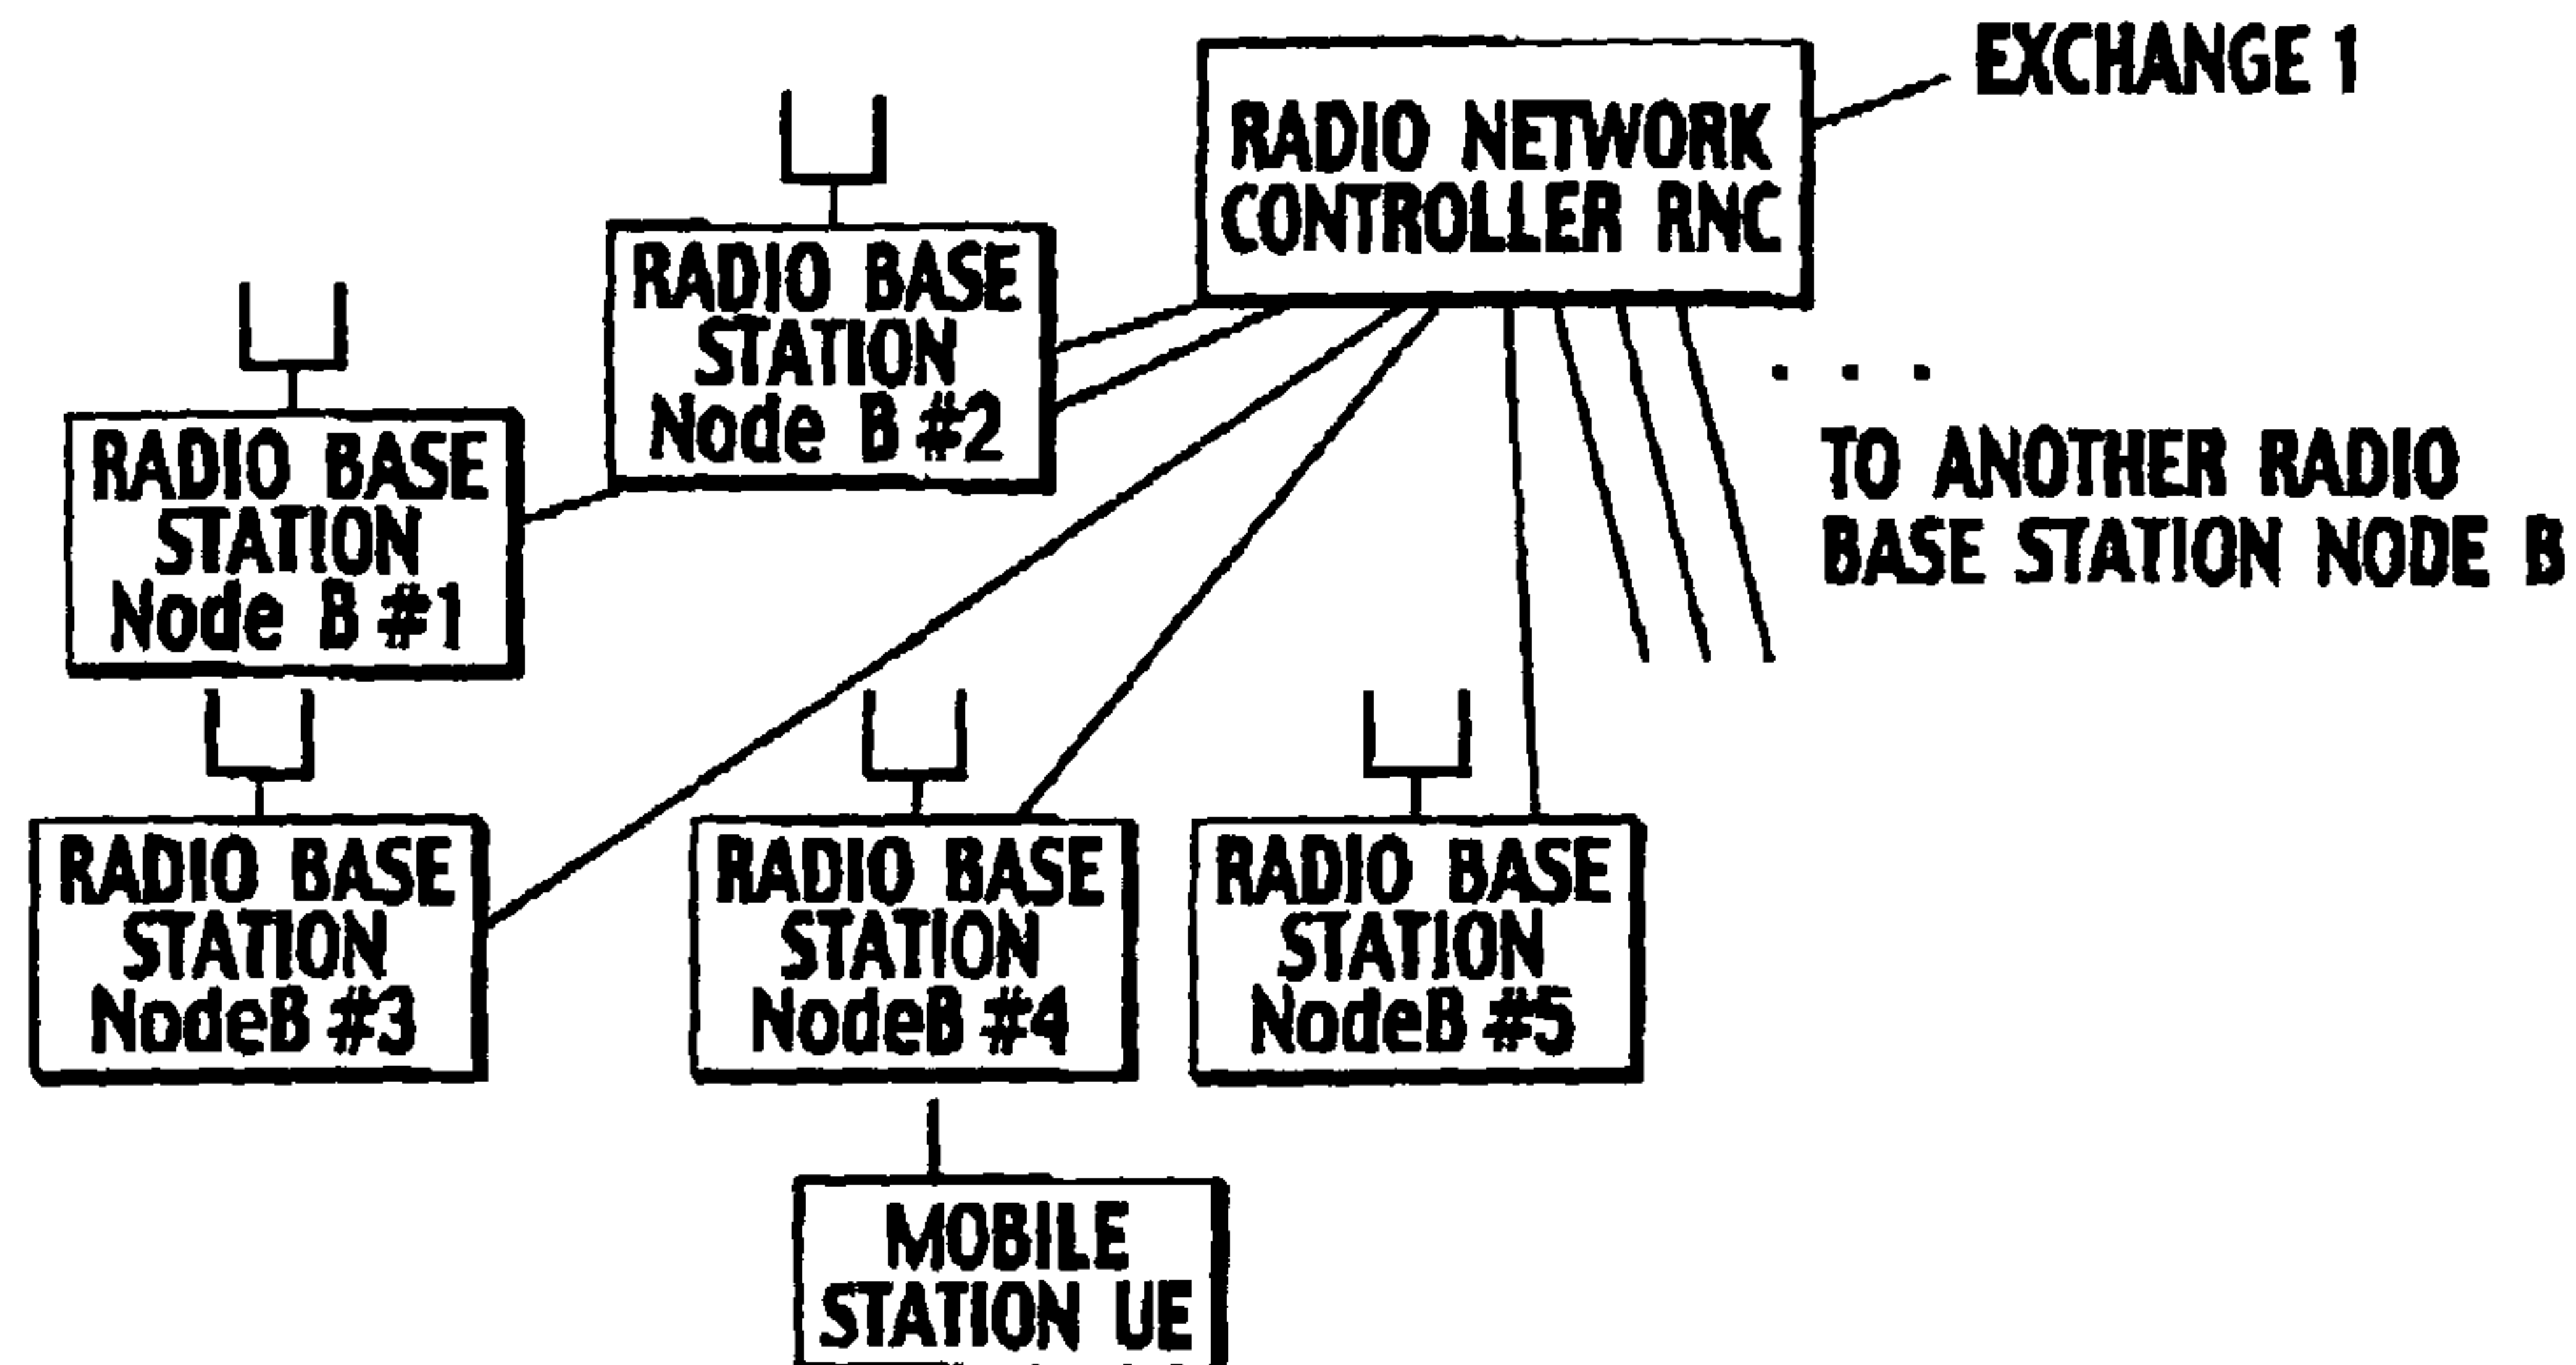 EXCHANGE 1
RADIO NETWORK
CONTROLLER RNC
RADIO BASE
STATION
Node B #2
RADIO BASE
STATION
Node B #1
. . .
TO ANOTHER RADIO
BASE STATION NODE B
RADIO BASE
STATION
NodeB #3
RADIO BASE
STATION
NodeB #4
RADIO BASE
STATION
NodeB #5
MOBILE
STATION UE